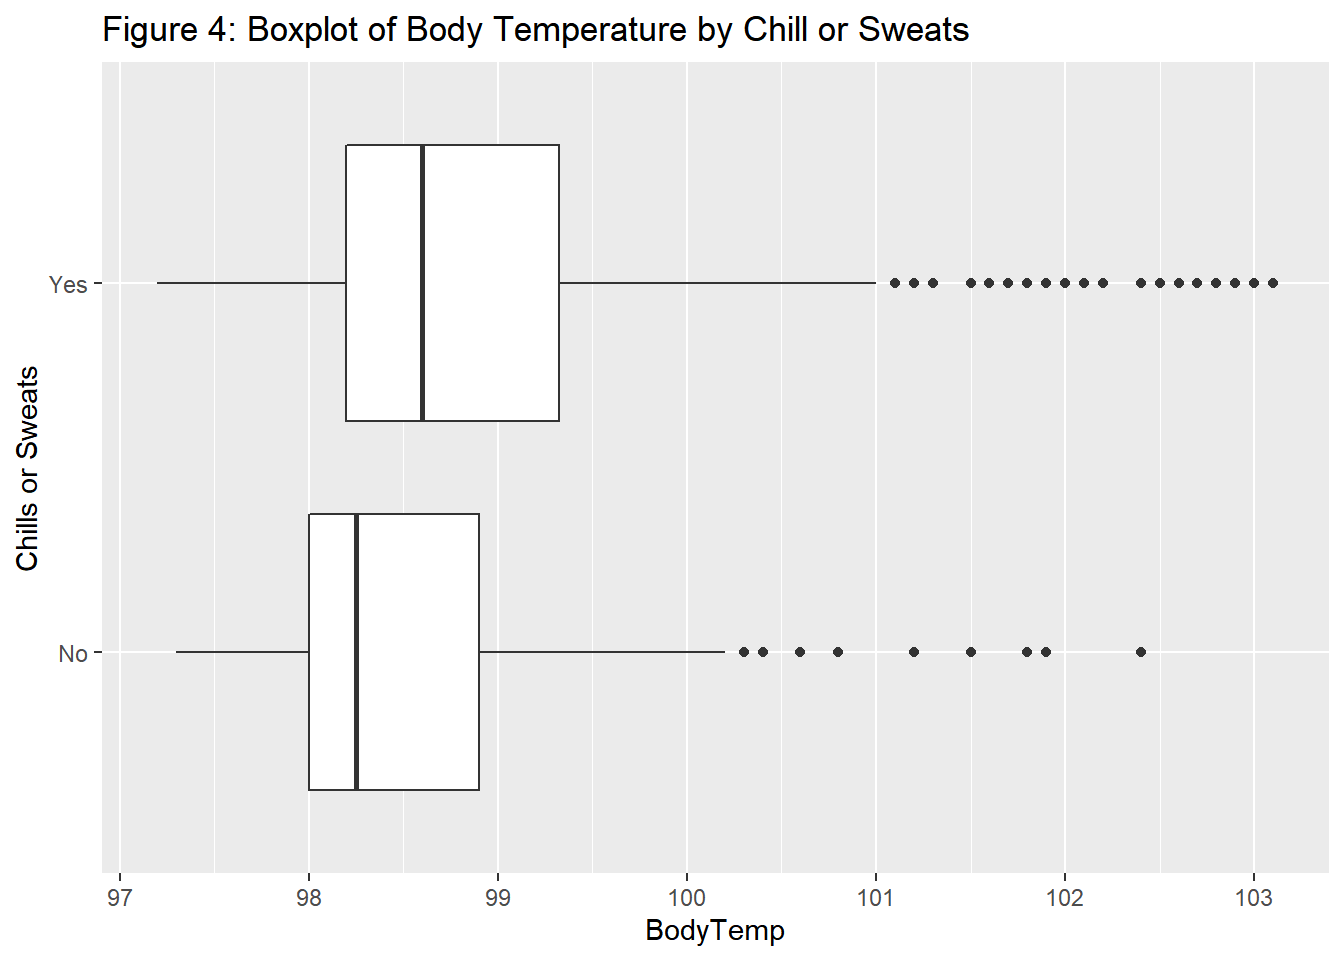 Figure 4: Boxplot of Body Temperature by Chill or Sweats
Chills or Sweats
Yes
No
97 98 99 100 101 102 103
BodyTemp